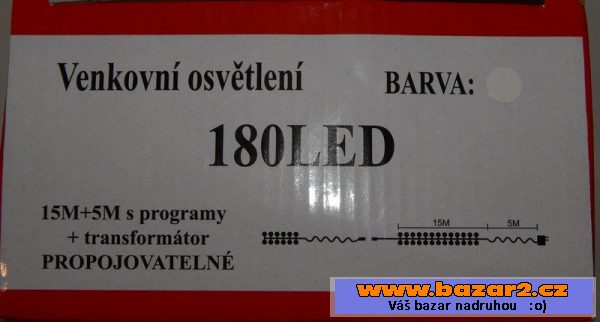 Venkovní osvětlení
BARVA:
180LED
15M+5M s programy
+ transformátor
PROPOJOVATELNÉ
15M
5M
www.bazar2.cz
Váš bazar nadruhou :o)